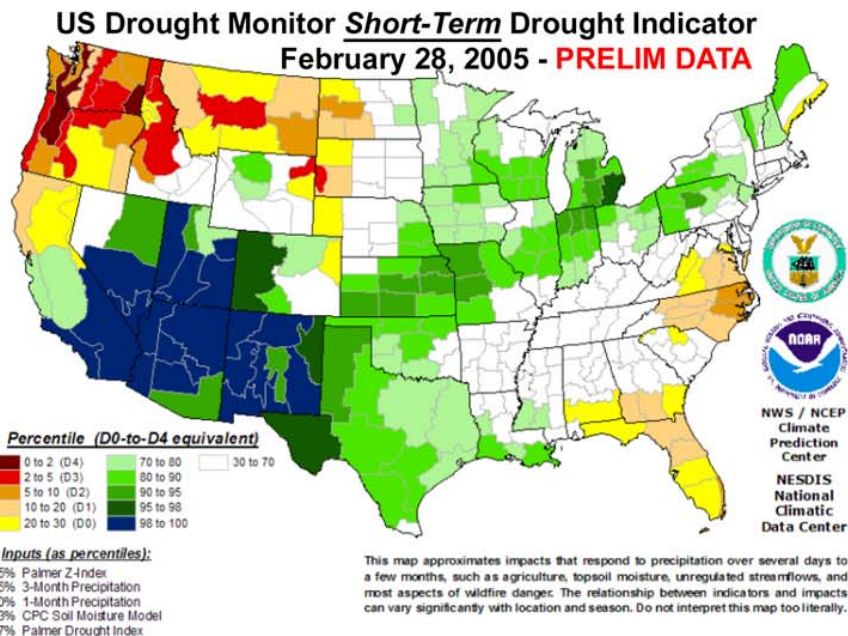 US Drought Monitor Short-Term Drought Indicator
February 28, 2005 - PRELIM DATA
NOAA
NWS / NCEP
Climate
Prediction
Center
NESDIS
National
Climatic
Data Center
Percentile (D0-to-D4 equivalent)
0 to 2 (D4)
2 to 5 (D3)
5 to 10 (D2)
10 to 20 (D1)
20 to 30 (D0)
70 to 80
80 to 90
90 to 95
95 to 98
98 to 100
30 to 70
Inputs (as percentiles):
5% Palmer Z-Index
5% 3-Month Precipitation
0% 1-Month Precipitation
3% CPC Soil Moisture Model
7% Palmer Drought Index
This map approximates impacts that respond to precipitation over several days to
a few months, such as agriculture, topsoil moisture, unregulated streamflows, and
most aspects of wildfire danger. The relationship between indicators and impacts
can vary significantly with location and season. Do not interpret this map too literally.